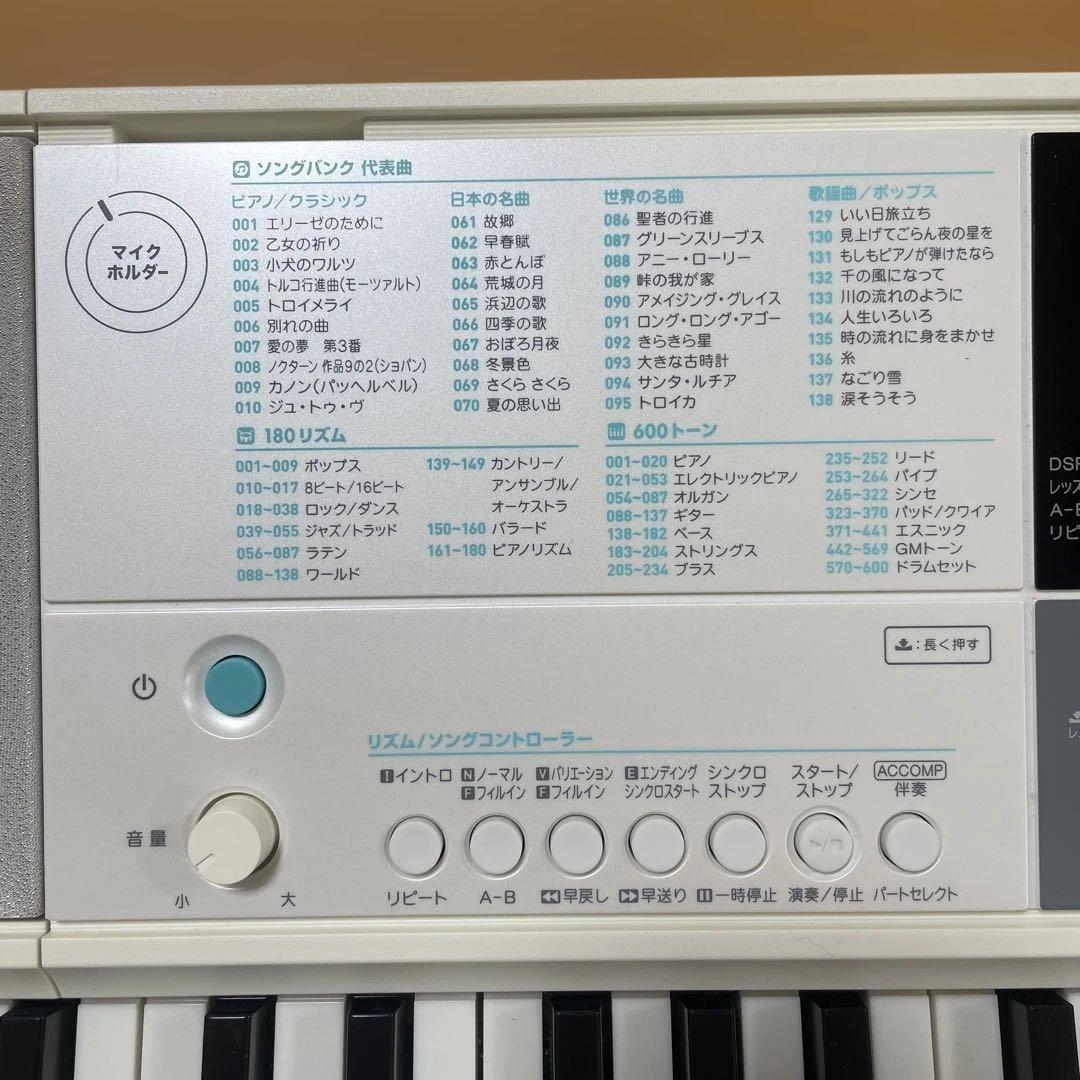 マイク
ホルダー
ソングバンク 代表曲
ピアノ/クラシック
001 エリーゼのために
002 乙女の祈り
003 小犬のワルツ
004 トルコ行進曲(モーツァルト)
005 トロイメライ
006 別れの曲
007 愛の夢 第3番
008 ノクターン 作品9の2(ショパン)
009 カノン(パッヘルベル)
010 ジュ・トゥ・ヴ
日本の名曲
061 故郷
062 早春賦
063 赤とんぼ
064 荒城の月
065 浜辺の歌
066 四季の歌
067 おぼろ月夜
068 冬景色
069 さくら さくら
070 夏の思い出
世界の名曲
086 聖者の行進
087 グリーンスリーブス
088 アニー・ローリー
089 峠の我が家
090 アメイジング・グレイス
091 ロング・ロング・アゴー
092 きらきら星
093 大きな古時計
094 サンタ・ルチア
095 トロイカ
歌謡曲/ポップス
129 いい日旅立ち
130 見上げてごらん夜の星を
131 もしもピアノが弾けたなら
132 千の風になって
133 川の流れのように
134 人生いろいろ
135 時の流れに身をまかせ
136 糸
137 なごり雪
138 涙そうそう
180リズム
001~009 ポップス
010~017 8ビート/16ビート
018~038 ロック/ダンス
039~055 ジャズ/トラッド
056~087 ラテン
088~138 ワールド
139~149 カントリー/
アンサンブル/
オーケストラ
150~160 バラード
161~180 ピアノリズム
600トーン
001~020 ピアノ
021~053 エレクトリックピアノ
054~087 オルガン
088~137 ギター
138~182 ベース
183~204 ストリングス
205~234 ブラス
235~252 リード
253~264 パイプ
265~322 シンセ
323~370 パッド/クワイア
371~441 エスニック
442~569 GMトーン
570~600 ドラムセット
DSP
レッス
A-B
リピ
:長く押す
音量
小
大
リズム/ソングコントローラー
I イントロ
N ノーマル
F フィルイン
V バリエーション
F フィルイン
E エンディング
シンクロスタート
シンクロ
ストップ
スタート/
ストップ
ACCOMP
伴奏
リピート
A-B
早戻し
早送り
一時停止
演奏/停止
パートセレクト